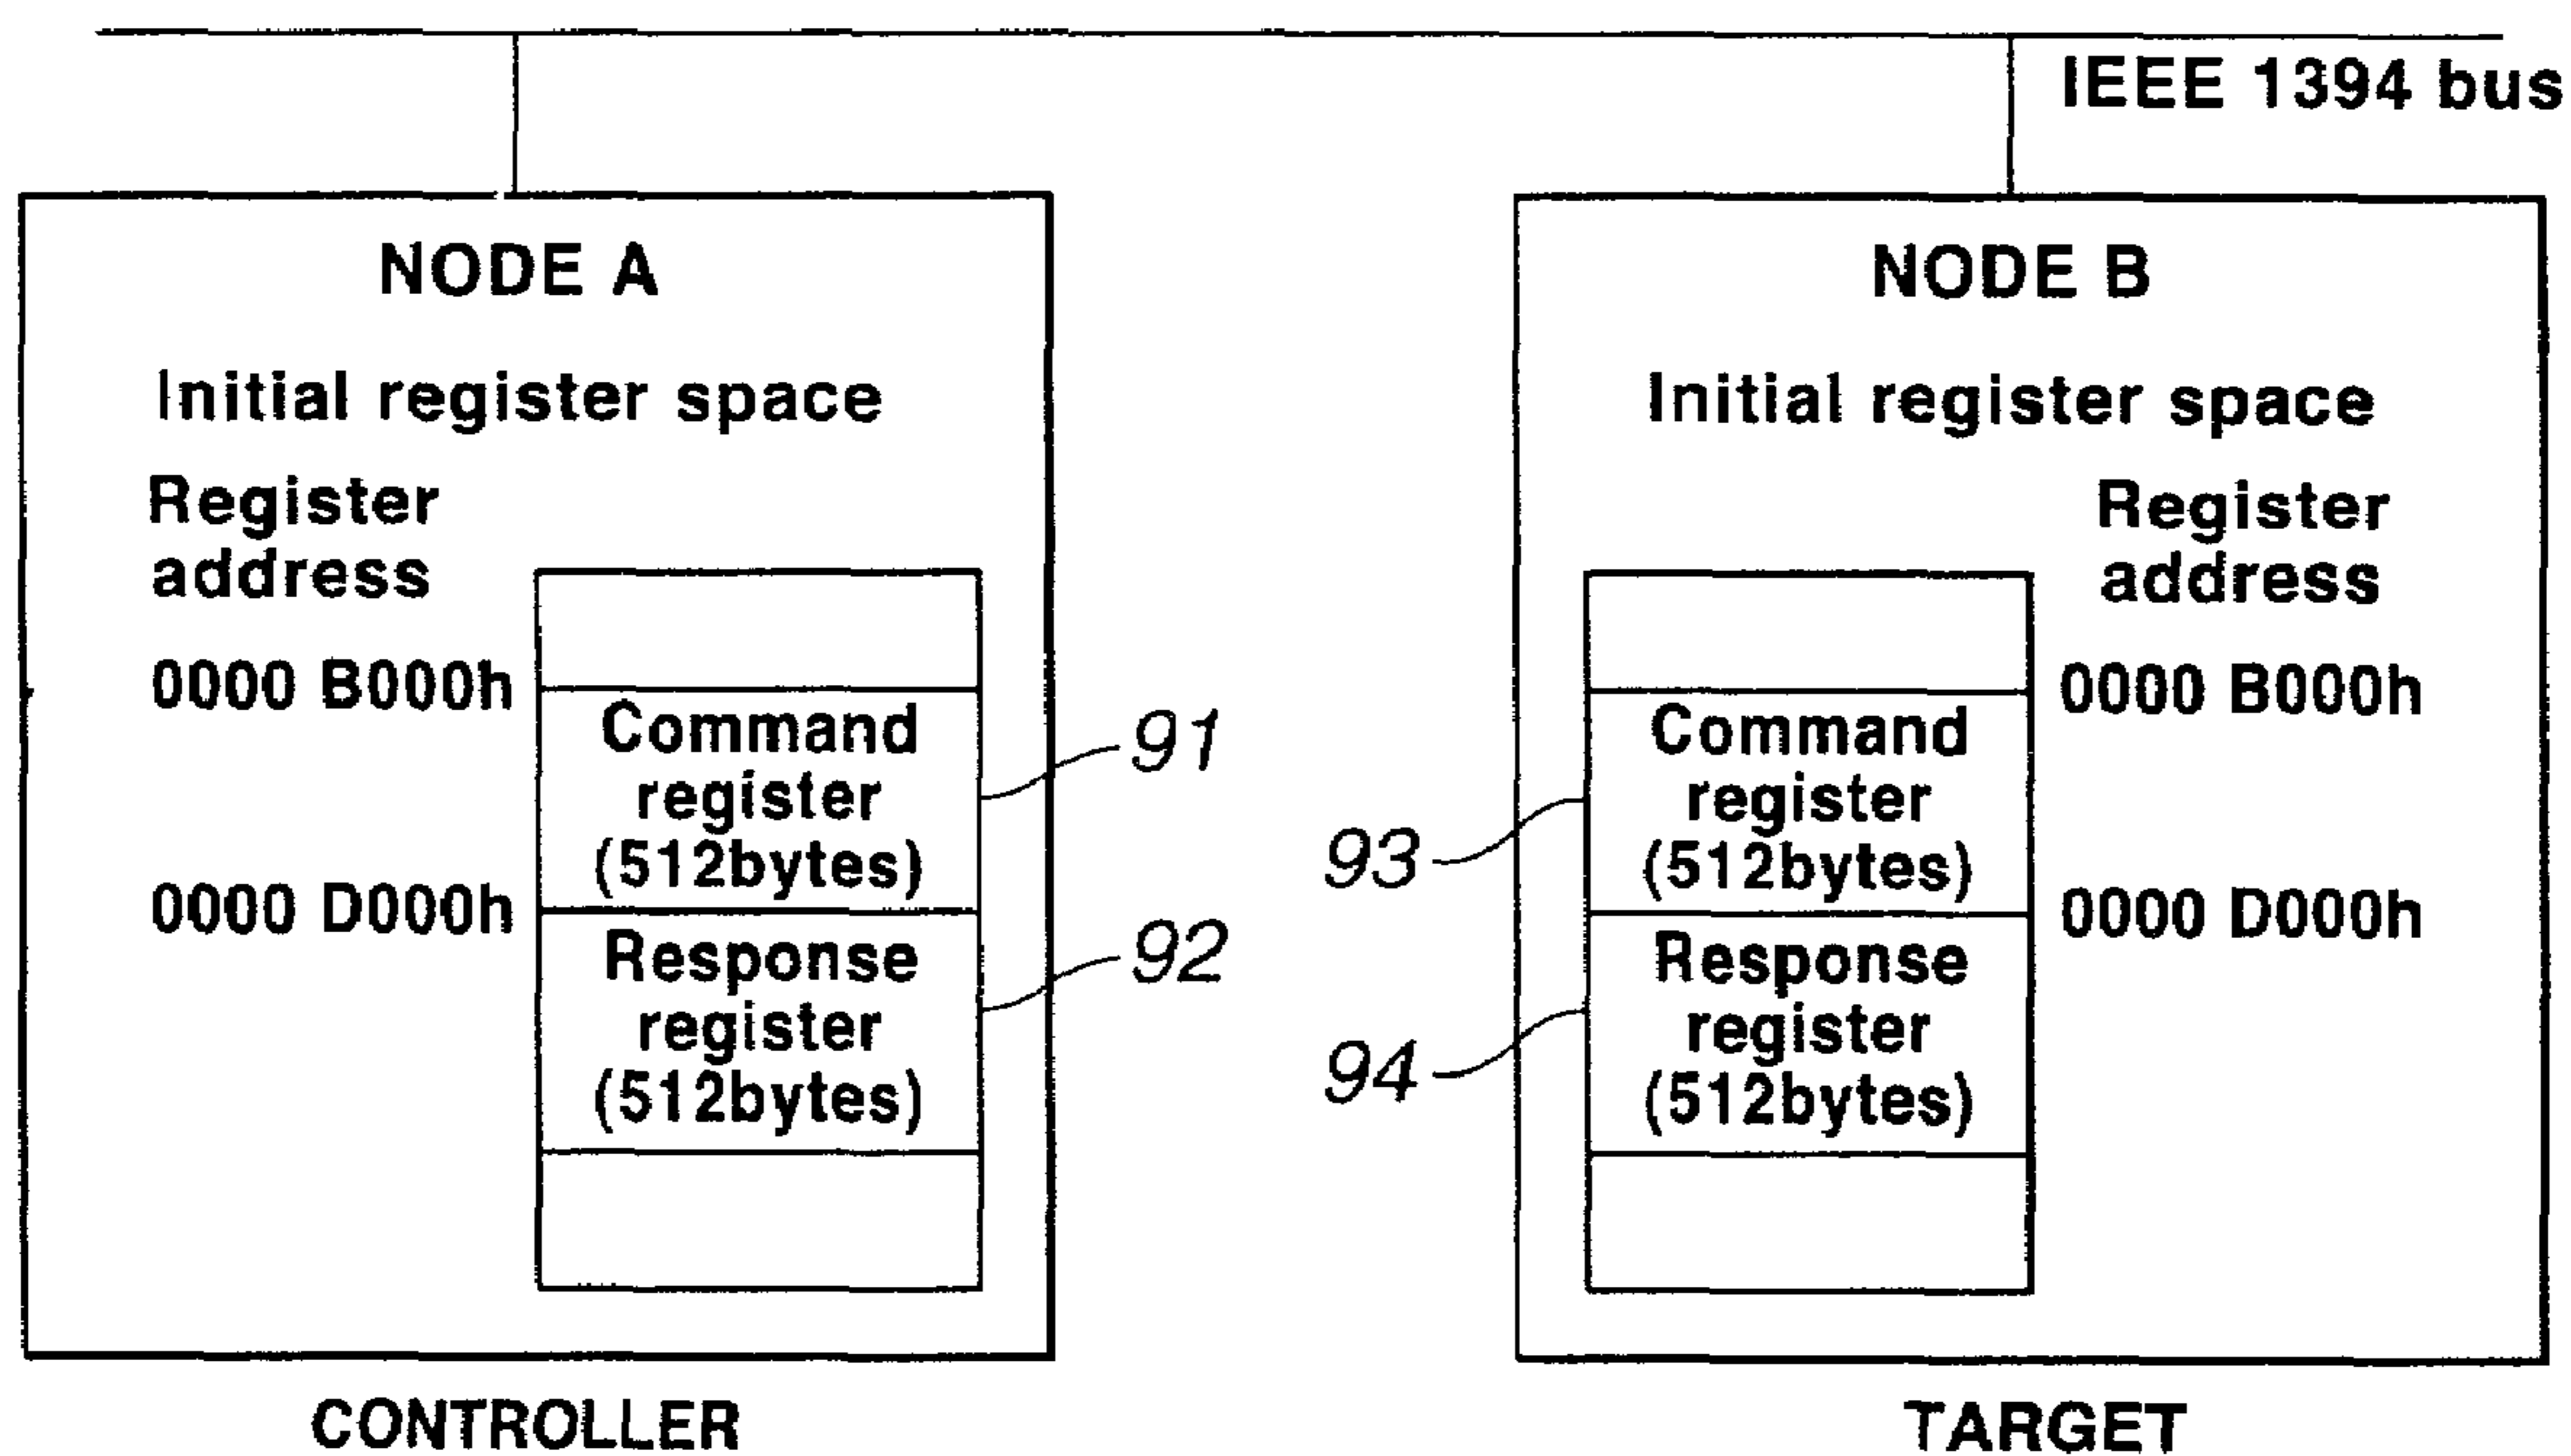 IEEE 1394 bus
NODE A
Initial register space
Register
address
0000 B000h
Command
register
(512bytes)
91
0000 D000h
Response
register
(512bytes)
92
CONTROLLER
NODE B
Initial register space
Register
address
0000 B000h
Command
register
(512bytes)
93
0000 D000h
Response
register
(512bytes)
94
TARGET